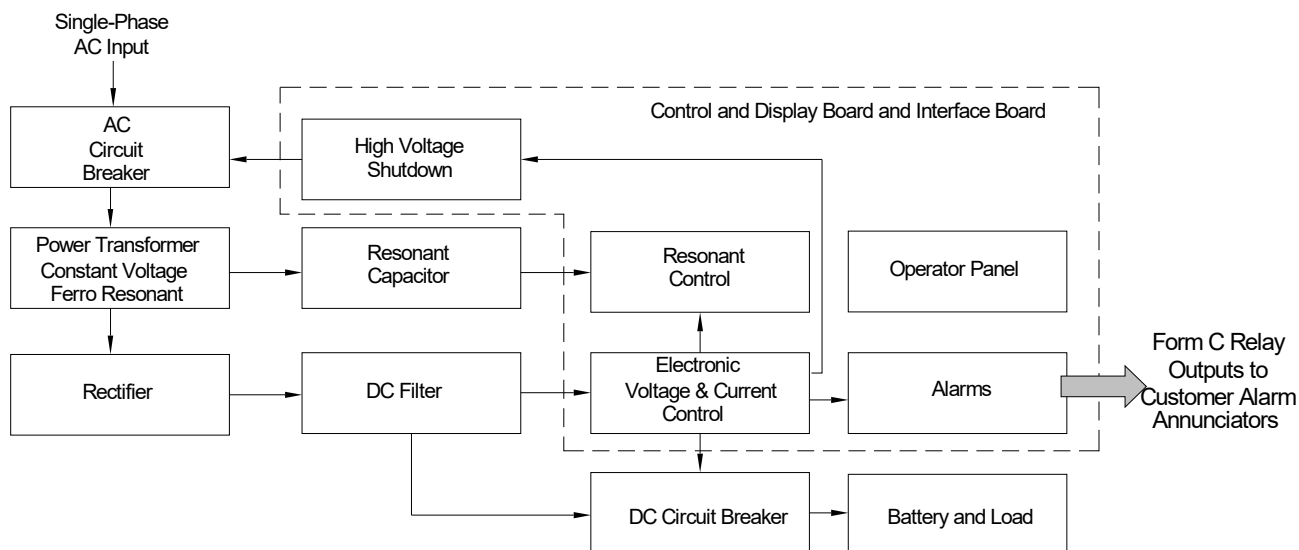 Single-Phase
AC Input
Control and Display Board and Interface Board
AC
Circuit
Breaker
High Voltage
Shutdown
Power Transformer
Constant Voltage
Ferro Resonant
Resonant
Capacitor
Resonant
Control
Operator Panel
Rectifier
DC Filter
Electronic
Voltage & Current
Control
Alarms
Form C Relay
Outputs to
Customer Alarm
Annunciators
DC Circuit Breaker
Battery and Load